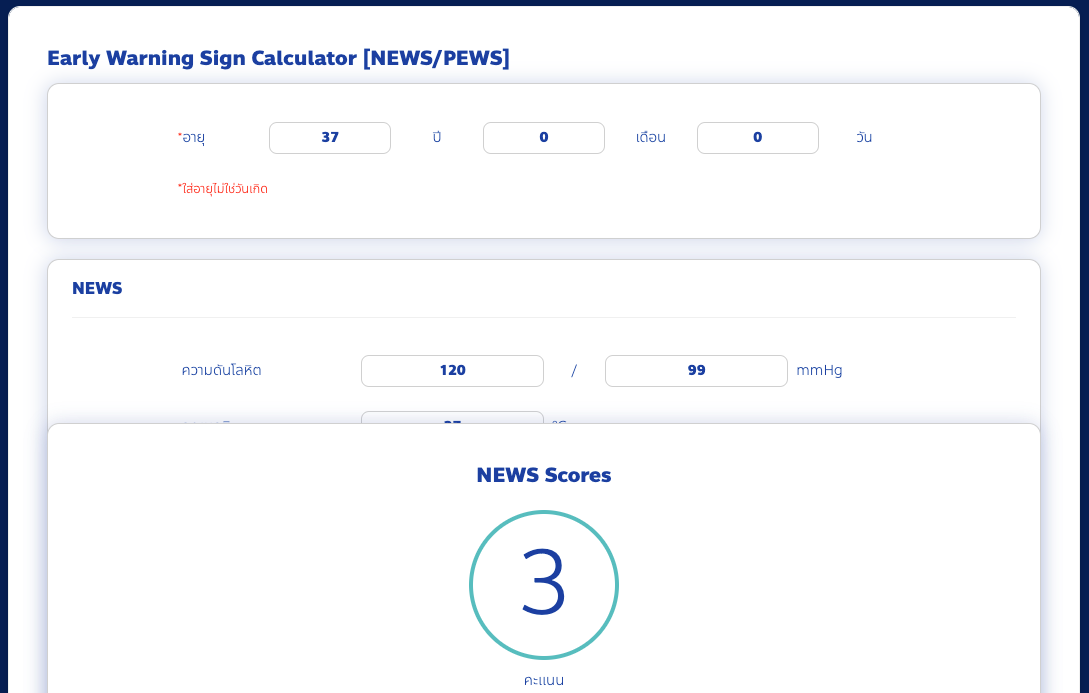 Early Warning Sign Calculator [NEWS/PEWS]
*อายุ 37 ปี 0 เดือน 0 วัน
*ใส่อายุไม่ใช่วันเกิด
NEWS
ความดันโลหิต 120 / 99 mmHg
NEWS Scores
3
คะแนน